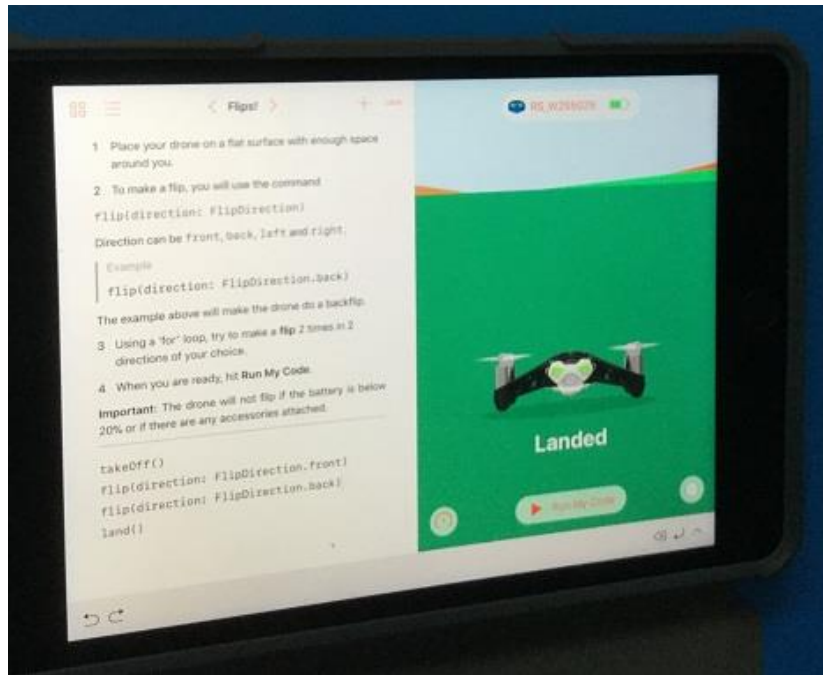 Flips!
1 Place your drone on a flat surface with enough space
around you.
2 To make a flip, you will use the command
flip(direction: FlipDirection)
Direction can be front, back, left and right.
Example
flip(direction: FlipDirection.back)
The example above will make the drone do a backflip.
3 Using a 'for' loop, try to make a flip 2 times in 2
directions of your choice.
4 When you are ready, hit Run My Code.
Important: The drone will not flip if the battery is below
20% or if there are any accessories attached.
takeOff()
flip(direction: FlipDirection.front)
flip(direction: FlipDirection.back)
land()
Landed
Run My Code